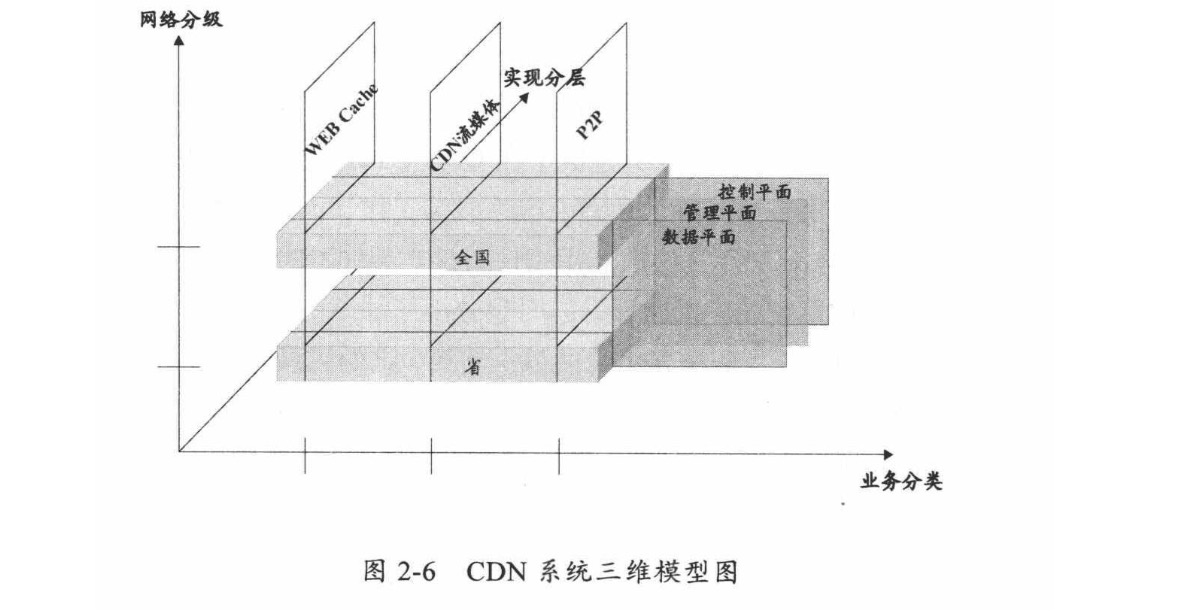 网络分级
实现分层
WEB Cache
CDN流媒体
P2P
控制平面
管理平面
数据平面
全国
省
业务分类
图 2-6 CDN 系统三维模型图